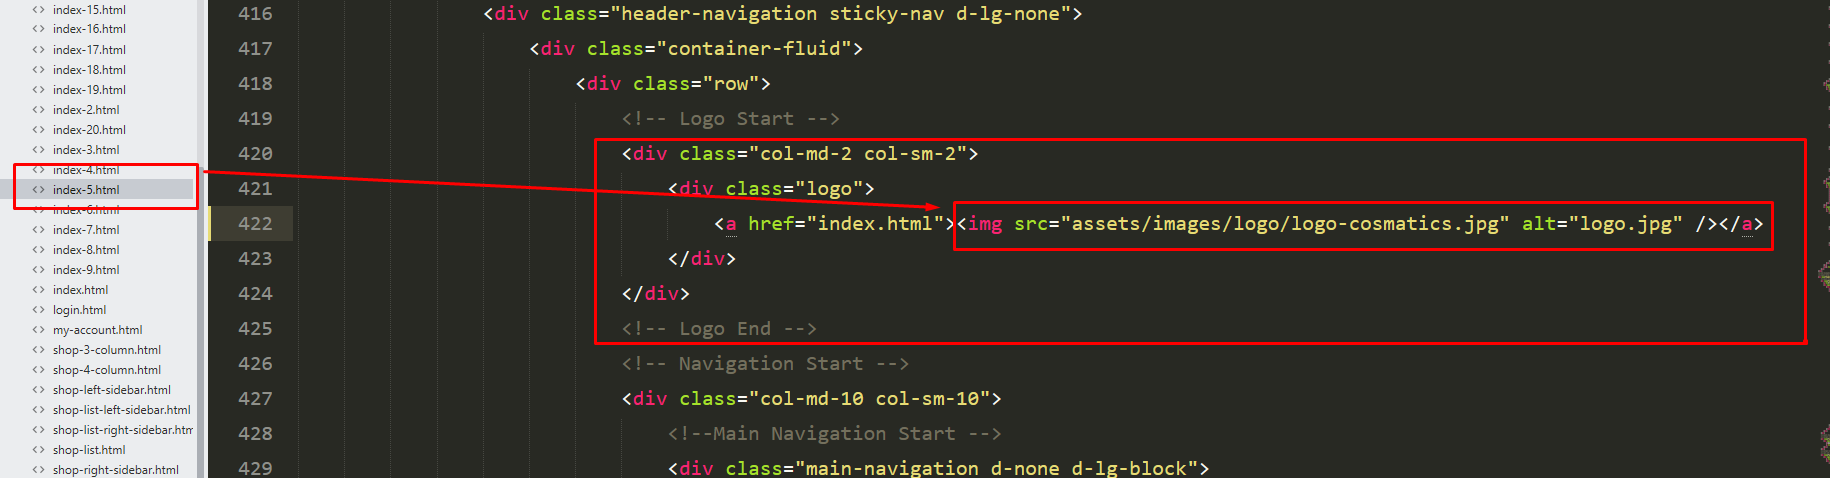 index-15.html
index-16.html
index-17.html
index-18.html
index-19.html
index-2.html
index-20.html
index-3.html
index-4.html
index-5.html
index-6.html
index-7.html
index-8.html
index-9.html
index.html
login.html
my-account.html
shop-3-column.html
shop-4-column.html
shop-left-sidebar.html
shop-list-left-sidebar.html
shop-list-right-sidebar.htm
shop-list.html
shop-right-sidebar.html
416 <div class="header-navigation sticky-nav d-lg-none">
417 <div class="container-fluid">
418 <div class="row">
419 <!-- Logo Start -->
420 <div class="col-md-2 col-sm-2">
421 <div class="logo">
422 <a href="index.html"><img src="assets/images/logo/logo-cosmatics.jpg" alt="logo.jpg" /></a>
423 </div>
424 </div>
425 <!-- Logo End -->
426 <!-- Navigation Start -->
427 <div class="col-md-10 col-sm-10">
428 <!--Main Navigation Start -->
429 <div class="main-navigation d-none d-lg-block">